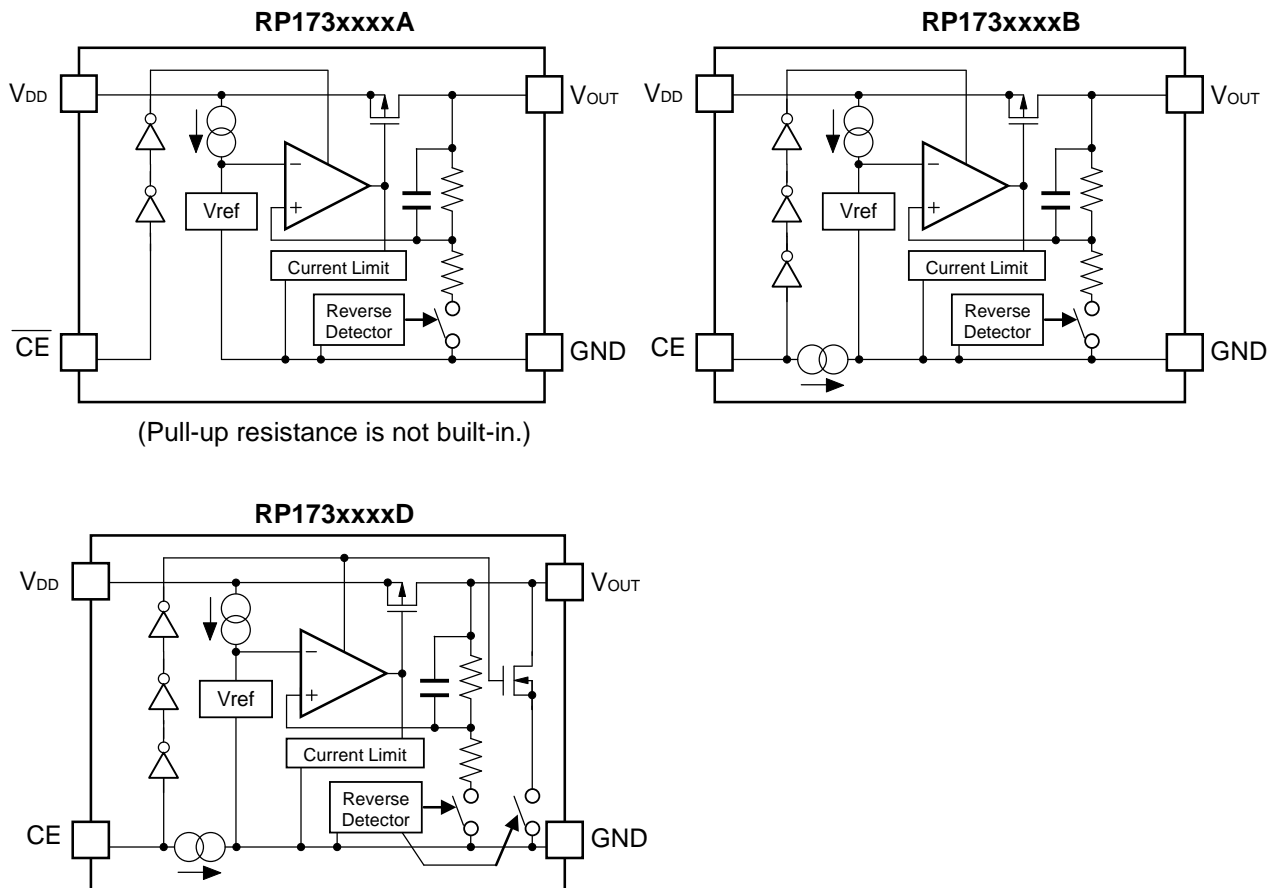 RP173xxxxA
VDD
VOUT
−
+
Vref
Current Limit
Reverse
Detector
C̅E̅
GND
(Pull-up resistance is not built-in.)
RP173xxxxB
VDD
VOUT
−
+
Vref
Current Limit
Reverse
Detector
CE
GND
RP173xxxxD
VDD
VOUT
−
+
Vref
Current Limit
Reverse
Detector
CE
GND